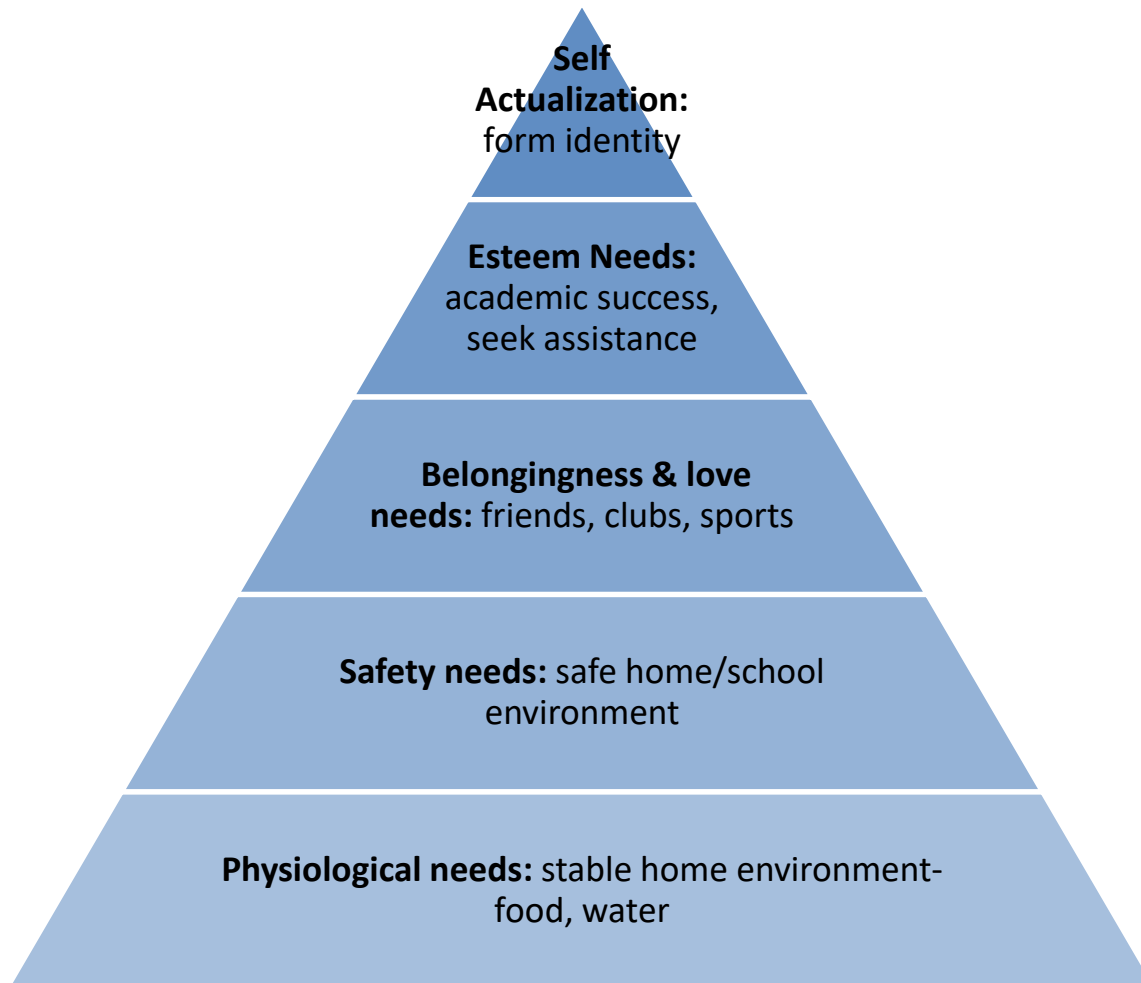 Self
Actualization:
form identity
Esteem Needs:
academic success,
seek assistance
Belongingness & love
needs: friends, clubs, sports
Safety needs: safe home/school
environment
Physiological needs: stable home environment-
food, water